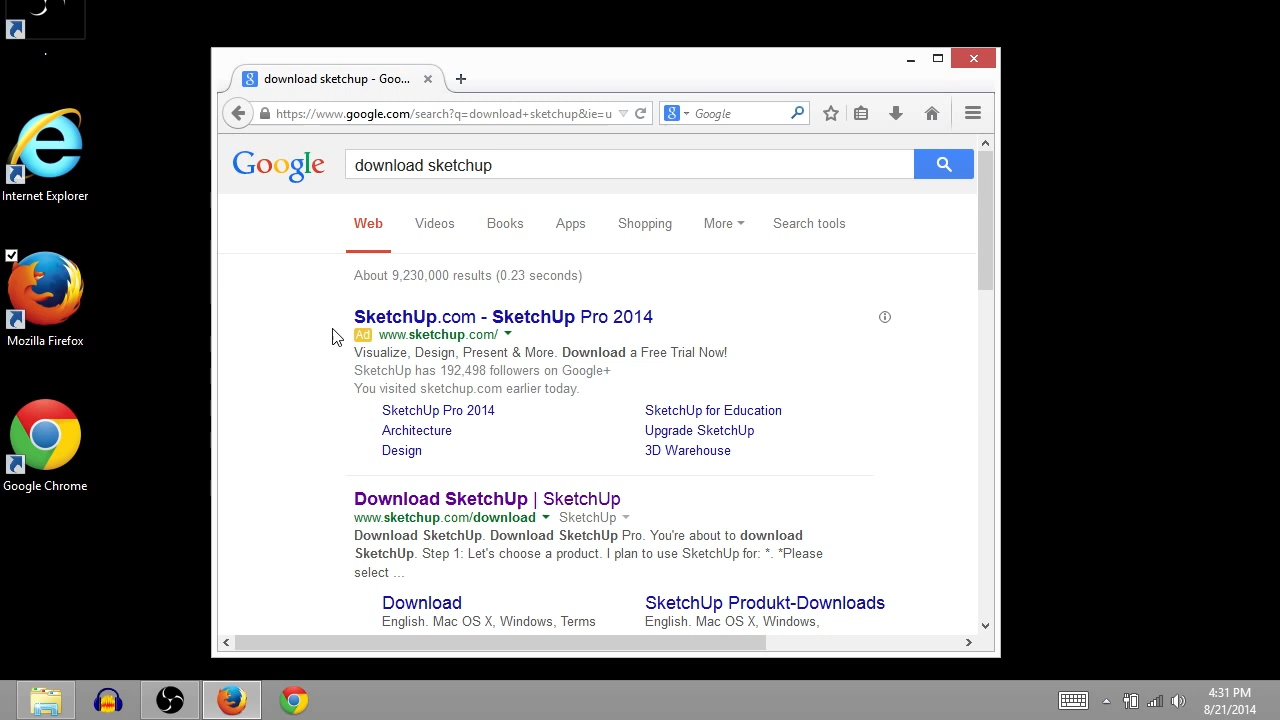 download sketchup - Goo...
https://www.google.com/search?q=download+sketchup&ie=u
Google
Google
download sketchup
Web
Videos
Books
Apps
Shopping
More
Search tools
About 9,230,000 results (0.23 seconds)
SketchUp.com - SketchUp Pro 2014
Ad www.sketchup.com/
Visualize, Design, Present & More. Download a Free Trial Now!
SketchUp has 192,498 followers on Google+
You visited sketchup.com earlier today.
SketchUp Pro 2014
SketchUp for Education
Architecture
Upgrade SketchUp
Design
3D Warehouse
Download SketchUp | SketchUp
www.sketchup.com/download SketchUp
Download SketchUp. Download SketchUp Pro. You're about to download
SketchUp. Step 1: Let's choose a product. I plan to use SketchUp for: *. *Please
select ...
Download
SketchUp Produkt-Downloads
English. Mac OS X, Windows, Terms
English. Mac OS X, Windows,
Internet Explorer
Mozilla Firefox
Google Chrome
4:31 PM
8/21/2014